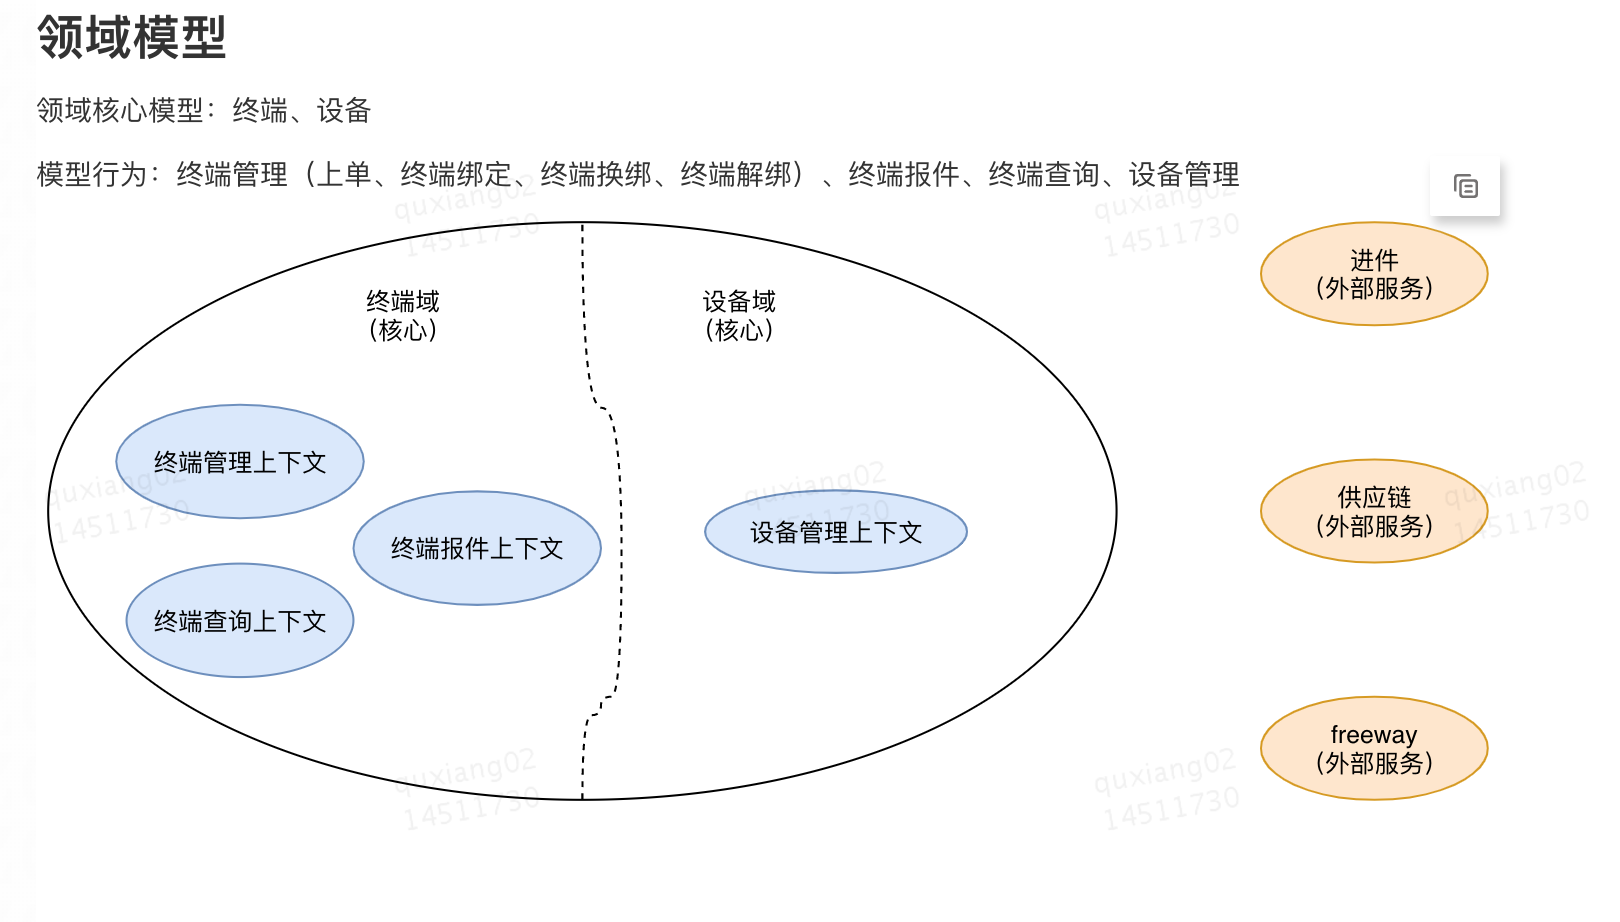 领域模型
领域核心模型：终端、设备
模型行为：终端管理（上单、终端绑定、终端换绑、终端解绑）、终端报件、终端查询、设备管理
终端域
（核心）
设备域
（核心）
终端管理上下文
终端报件上下文
终端查询上下文
设备管理上下文
进件
（外部服务）
供应链
（外部服务）
freeway
（外部服务）
quxiang02
14511730
quxiang02
14511730
quxiang02
14511730
quxiang02
14511730
quxiang02
14511730
quxiang02
14511730
quxiang02
14511730